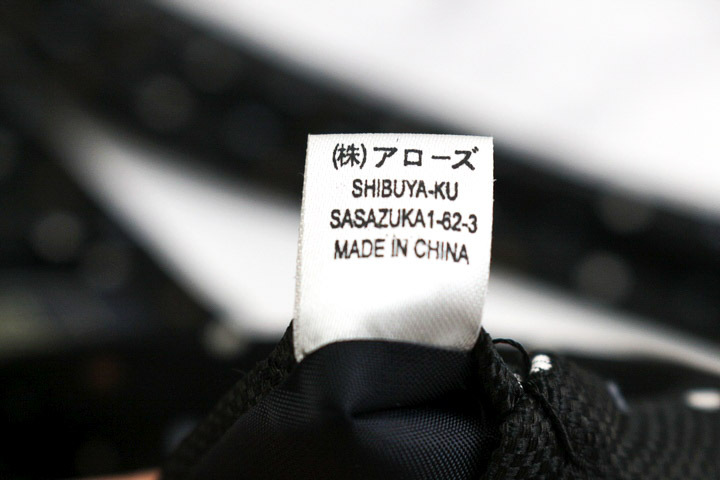 (株)アローズ
SHIBUYA-KU
SASAZUKA1-62-3
MADE IN CHINA